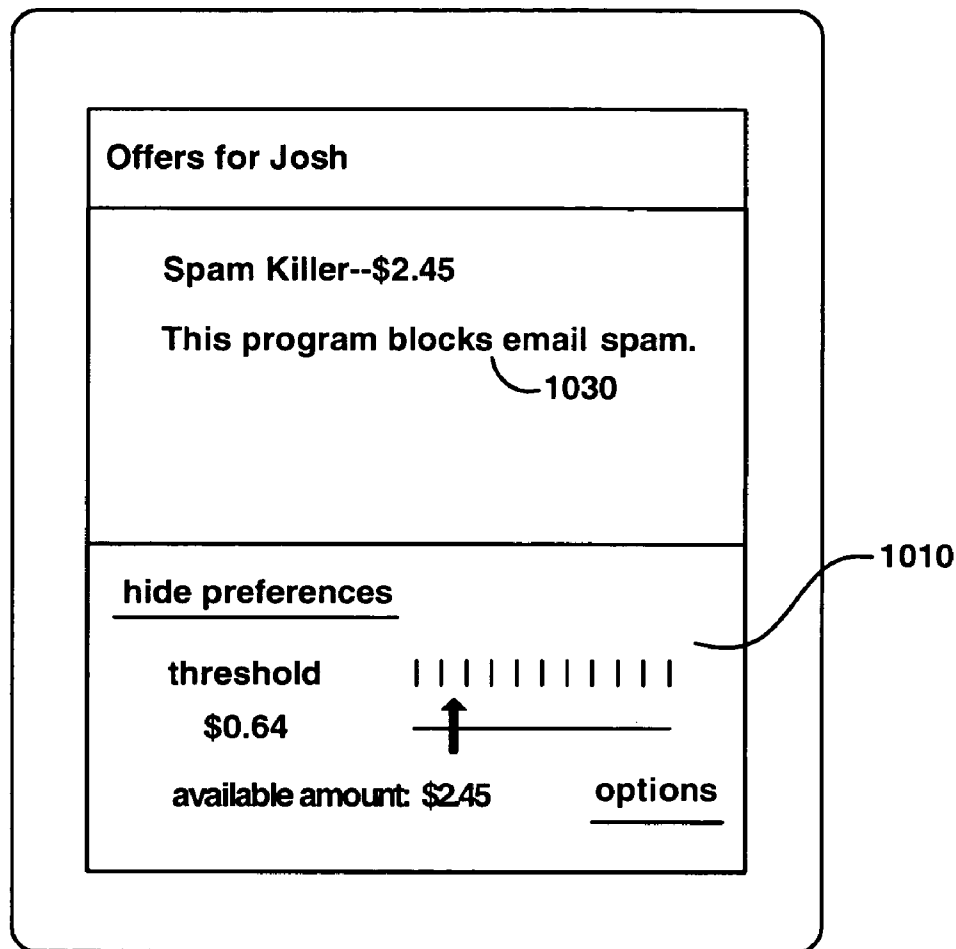 Offers for Josh
Spam Killer--$2.45
This program blocks email spam.
1030
1010
hide preferences
threshold
$0.64
available amount: $2.45
options